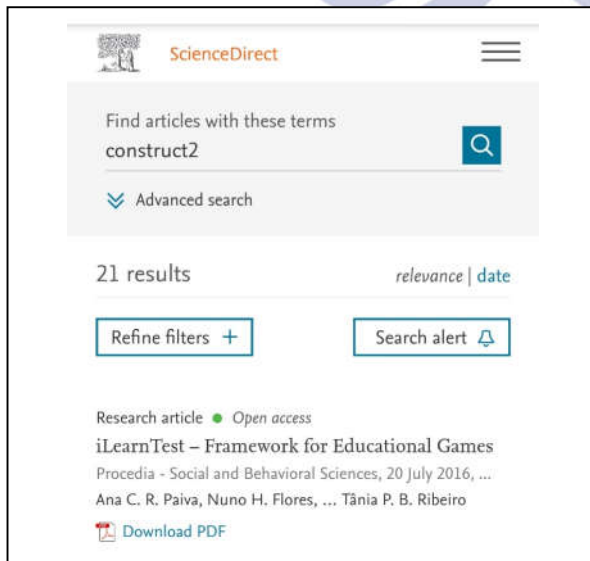 ScienceDirect
Find articles with these terms
construct2
Advanced search
21 results
relevance | date
Refine filters +
Search alert
Research article ● Open access
iLearnTest – Framework for Educational Games
Procedia - Social and Behavioral Sciences, 20 July 2016, ...
Ana C. R. Paiva, Nuno H. Flores, ... Tânia P. B. Ribeiro
Download PDF